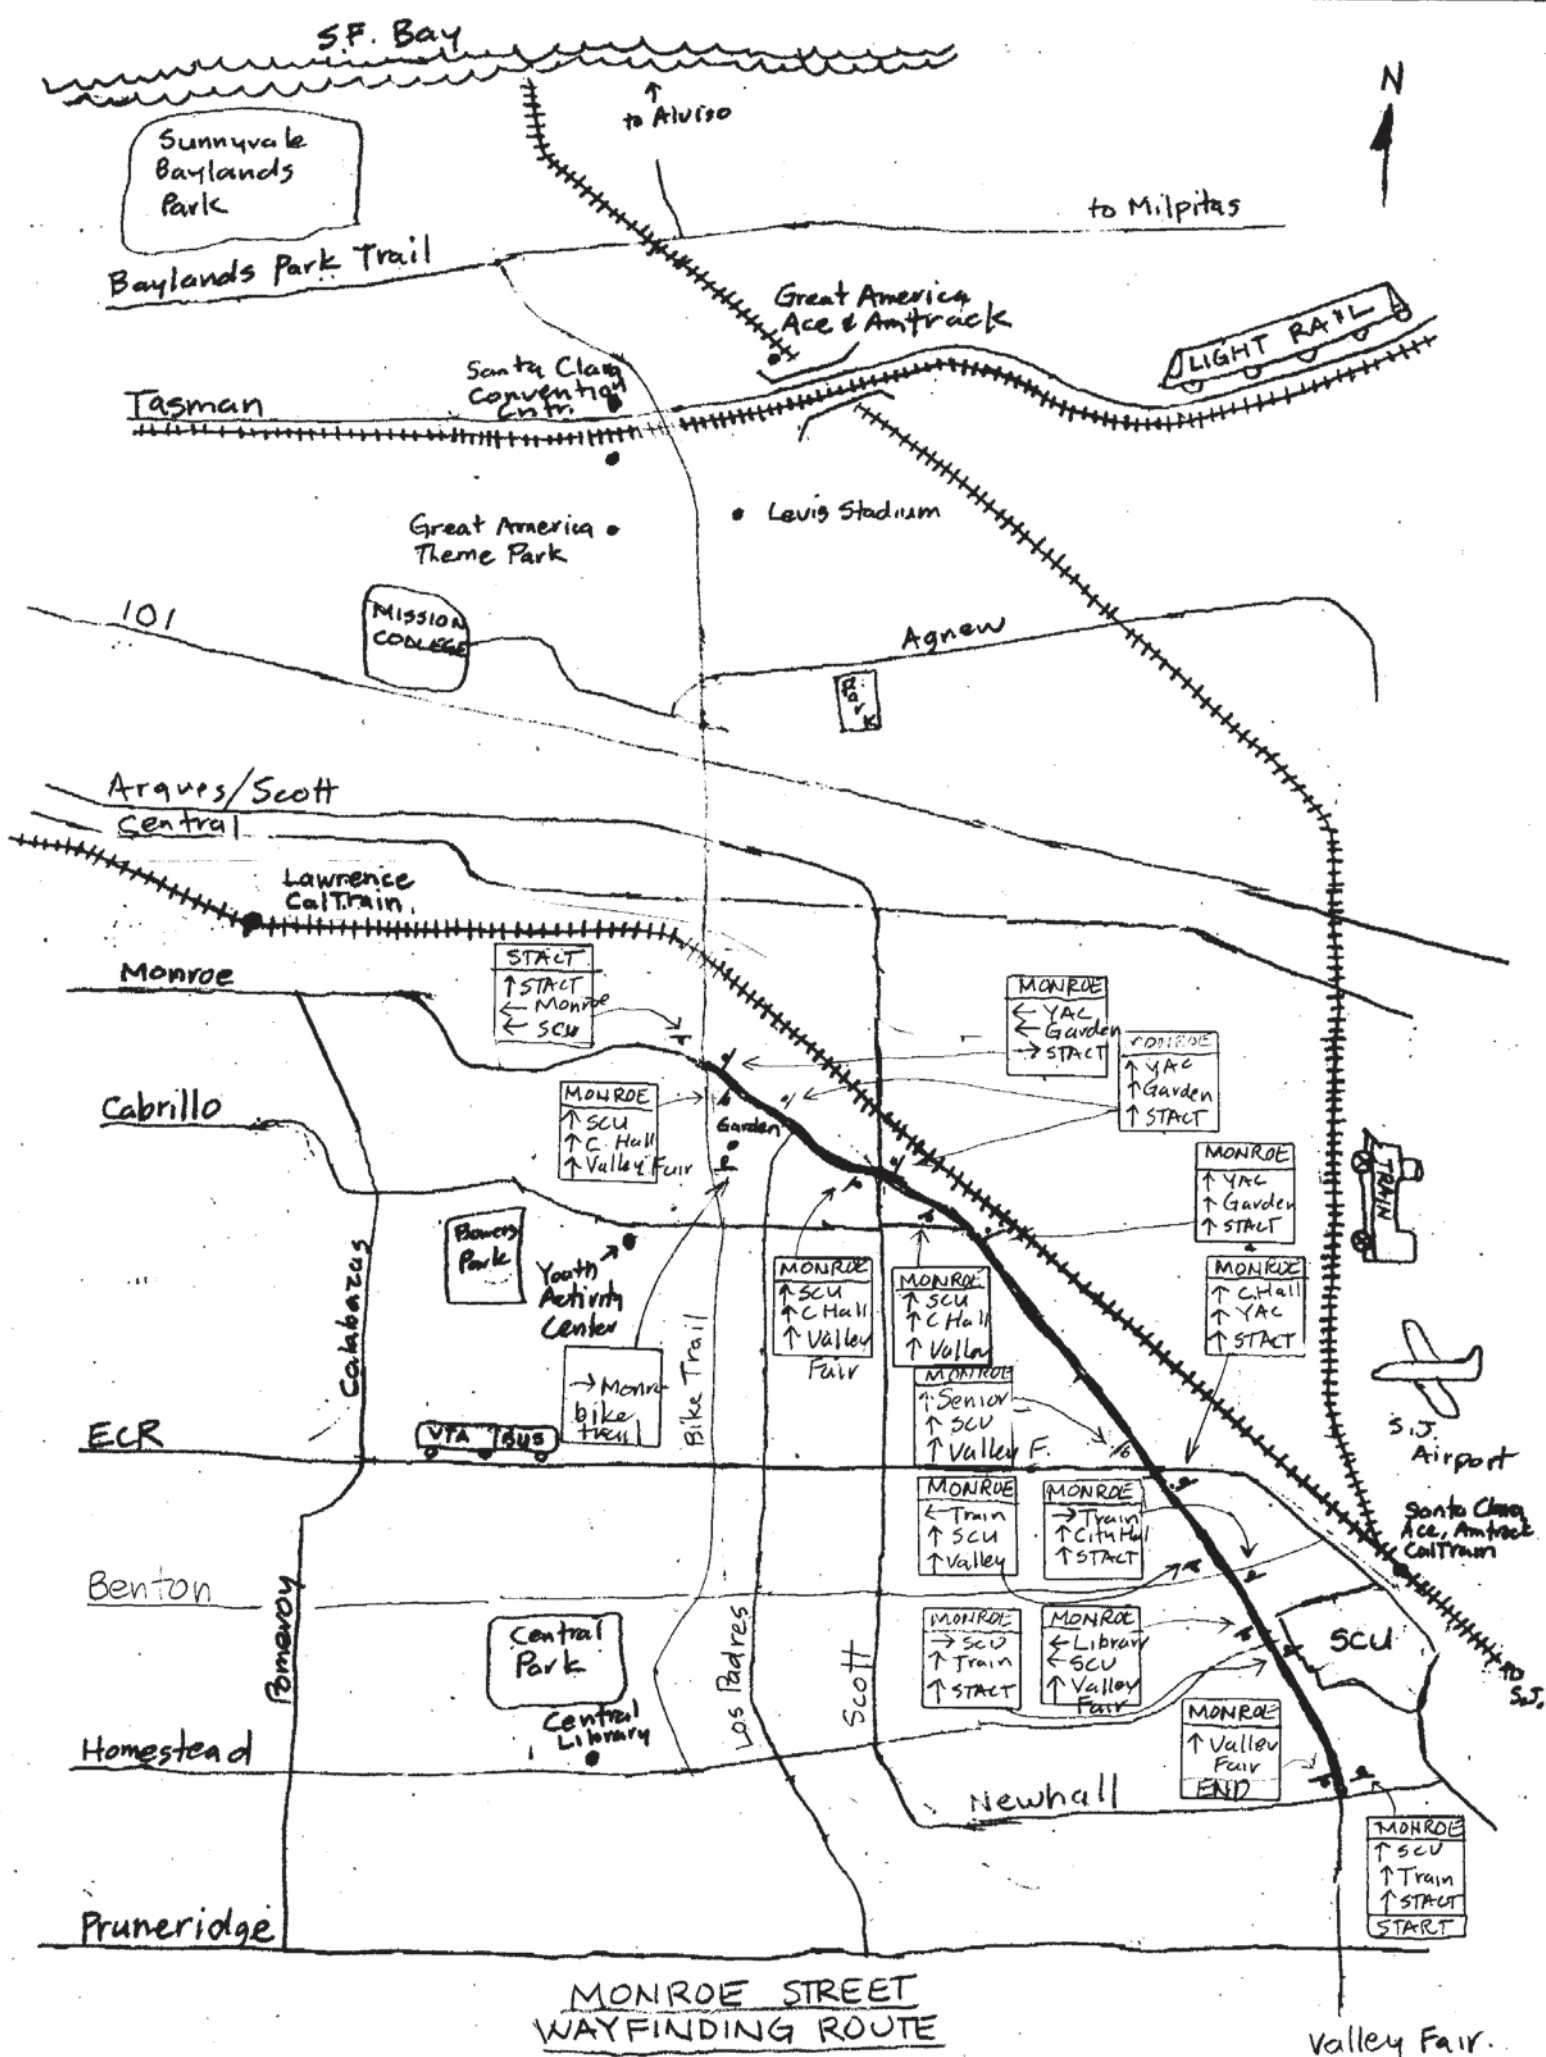 S.F. Bay
N
to Alviso
Sunnyvale
Baylands
Park
to Milpitas
Baylands Park Trail
Great America
Ace & Amtrack
LIGHT RAIL
Santa Clara
Convention
Cntr.
Tasman
Levis Stadium
Great America
Theme Park
101
MISSION
COLLEGE
Agnew
Park
Arques/Scott
Central
Lawrence
CalTrain.
Monroe
STACT
↑ STACT
← Monroe
← SCU
MONROE
← YAC
← Garden
→ STACT
MONROE
↑ YAC
↑ Garden
↑ STACT
Cabrillo
MONROE
↑ SCU
↑ C. Hall
↑ Valley Fair
Garden
MONROE
↑ YAC
↑ Garden
↑ STACT
TRAIN
Bowers
Park
Youth
Activity
Center
Calabazas
MONROE
↑ SCU
↑ C Hall
↑ Valley
Fair
MONROE
↑ SCU
↑ C Hall
↑ Valley
MONROE
↑ C.Hall
↑ YAC
↑ STACT
→ Monroe
bike
trail
Bike Trail
MONROE
↑ Senior
↑ SCU
↑ Valley F.
S.J.
Airport
ECR
VTA BUS
MONROE
← Train
↑ SCU
↑ Valley
MONROE
→ Train
↑ City Hal
↑ STACT
Santa Clara
Ace, Amtrack
CalTrain
Benton
Pomeroy
Central
Park
Los Padres
Scott
MONROE
→ SCU
↑ Train
↑ STACT
MONROE
← Library
← SCU
↑ Valley
Fair
SCU
TO
S.J.
Central
Library
Homestead
MONROE
↑ Valley
Fair
END
Newhall
MONROE
↑ SCU
↑ Train
↑ STACT
START
Pruneridge
MONROE STREET
WAYFINDING ROUTE
Valley Fair.